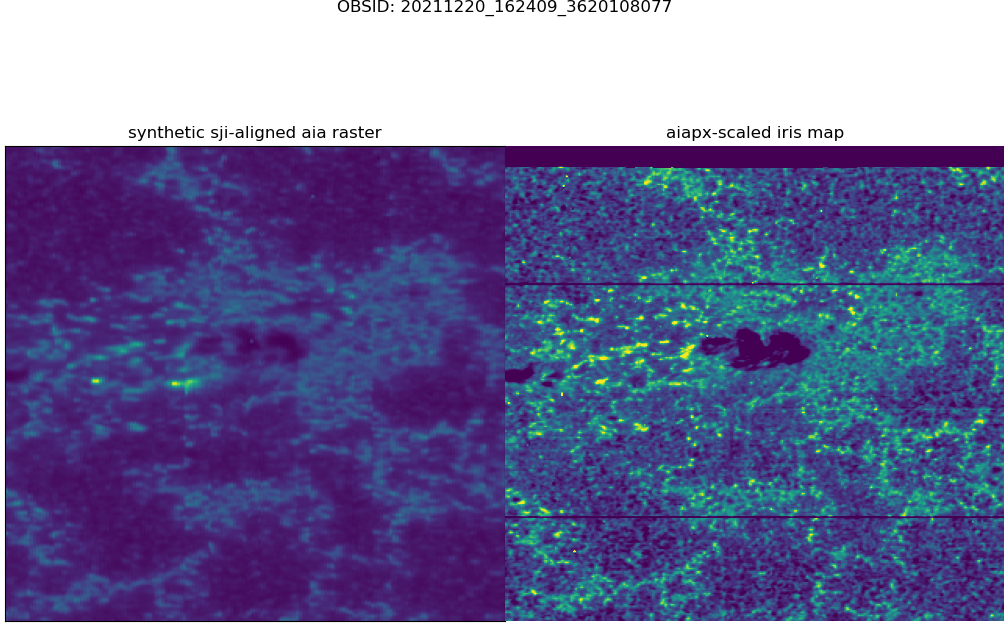 OBSID: 20211220_162409_3620108077
synthetic sji-aligned aia raster
aiapx-scaled iris map